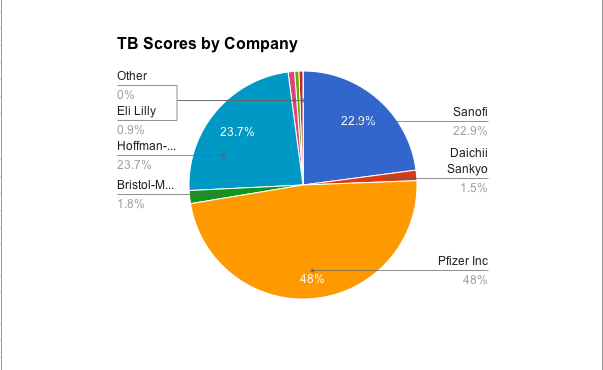 TB Scores by Company
Other
0%
Eli Lilly
0.9%
Hoffman-...
23.7%
Bristol-M...
1.8%
23.7%
22.9%
48%
Sanofi
22.9%
Daichii
Sankyo
1.5%
Pfizer Inc
48%